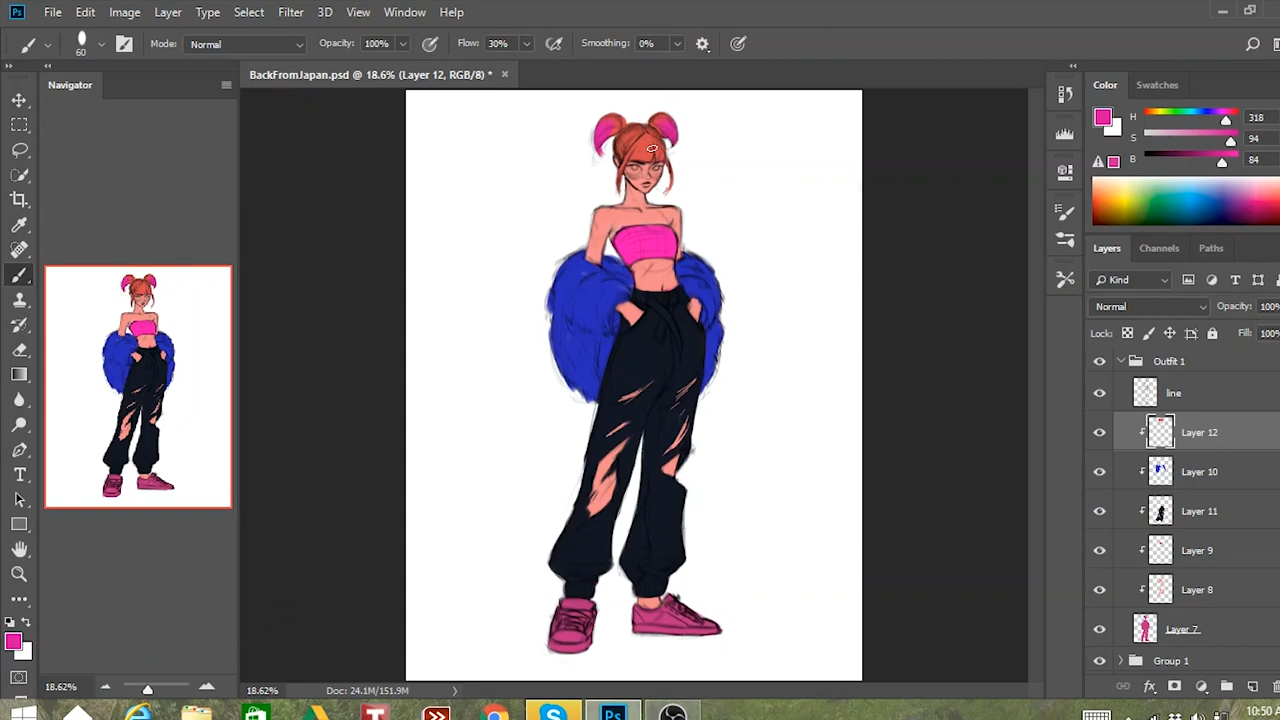 Ps File Edit Image Layer Type Select Filter 3D View Window Help
60 Mode: Normal Opacity: 100% Flow: 30% Smoothing: 0%
Navigator
BackFromJapan.psd @ 18.6% (Layer 12, RGB/8) *
Color Swatches
H 318
S 94
B 84
Layers Channels Paths
Kind
Normal Opacity: 100%
Lock: Fill: 100%
Outfit 1
line
Layer 12
Layer 10
Layer 11
Layer 9
Layer 8
Layer 7
Group 1
18.62%
18.62% Doc: 24.1M/151.9M
10:50 A